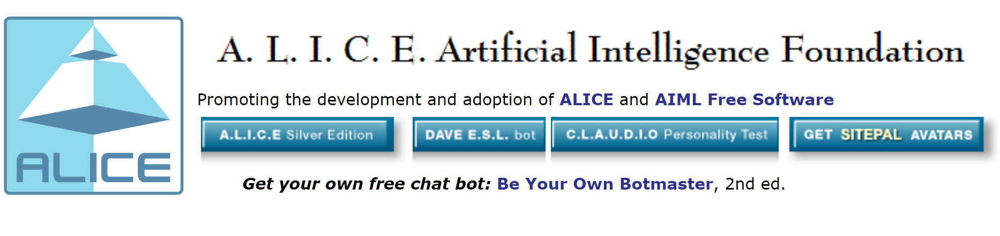 ALICE
A. L. I. C. E. Artificial Intelligence Foundation
Promoting the development and adoption of ALICE and AIML Free Software
A.L.I.C.E Silver Edition
DAVE E.S.L. bot
C.L.A.U.D.I.O Personality Test
GET SITEPAL AVATARS
Get your own free chat bot: Be Your Own Botmaster, 2nd ed.